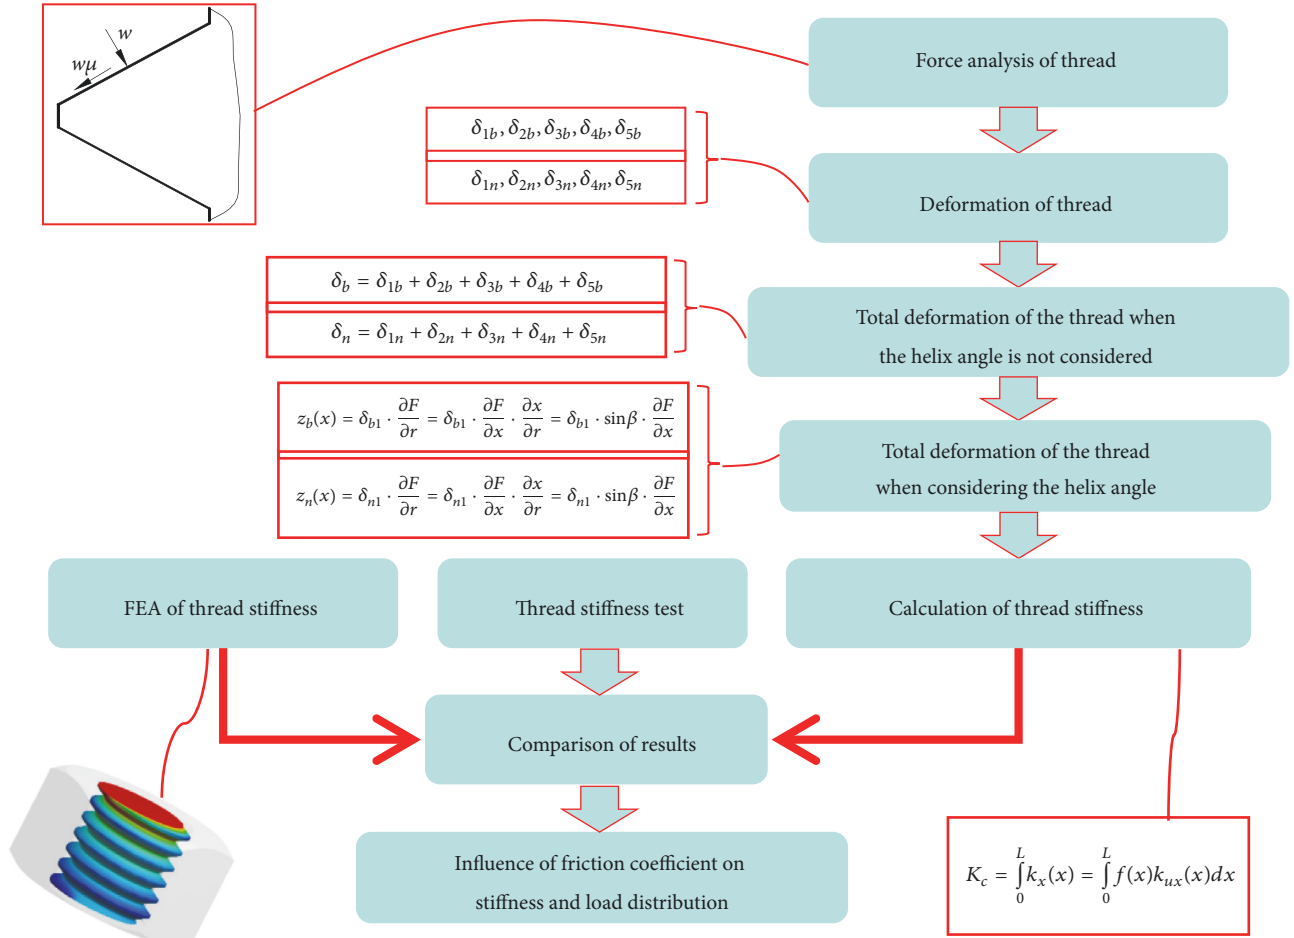 w
wμ
Force analysis of thread
δ₁b, δ₂b, δ₃b, δ₄b, δ₅b
δ₁n, δ₂n, δ₃n, δ₄n, δ₅n
Deformation of thread
δb = δ₁b + δ₂b + δ₃b + δ₄b + δ₅b
δn = δ₁n + δ₂n + δ₃n + δ₄n + δ₅n
Total deformation of the thread when
the helix angle is not considered
zb(x) = δb1 · ∂F/∂r = δb1 · ∂F/∂x · ∂x/∂r = δb1 · sinβ · ∂F/∂x
zn(x) = δn1 · ∂F/∂r = δn1 · ∂F/∂x · ∂x/∂r = δn1 · sinβ · ∂F/∂x
Total deformation of the thread
when considering the helix angle
FEA of thread stiffness
Thread stiffness test
Calculation of thread stiffness
Comparison of results
Influence of friction coefficient on
stiffness and load distribution
Kc = ∫₀ᴸ kx(x) = ∫₀ᴸ f(x)kux(x)dx